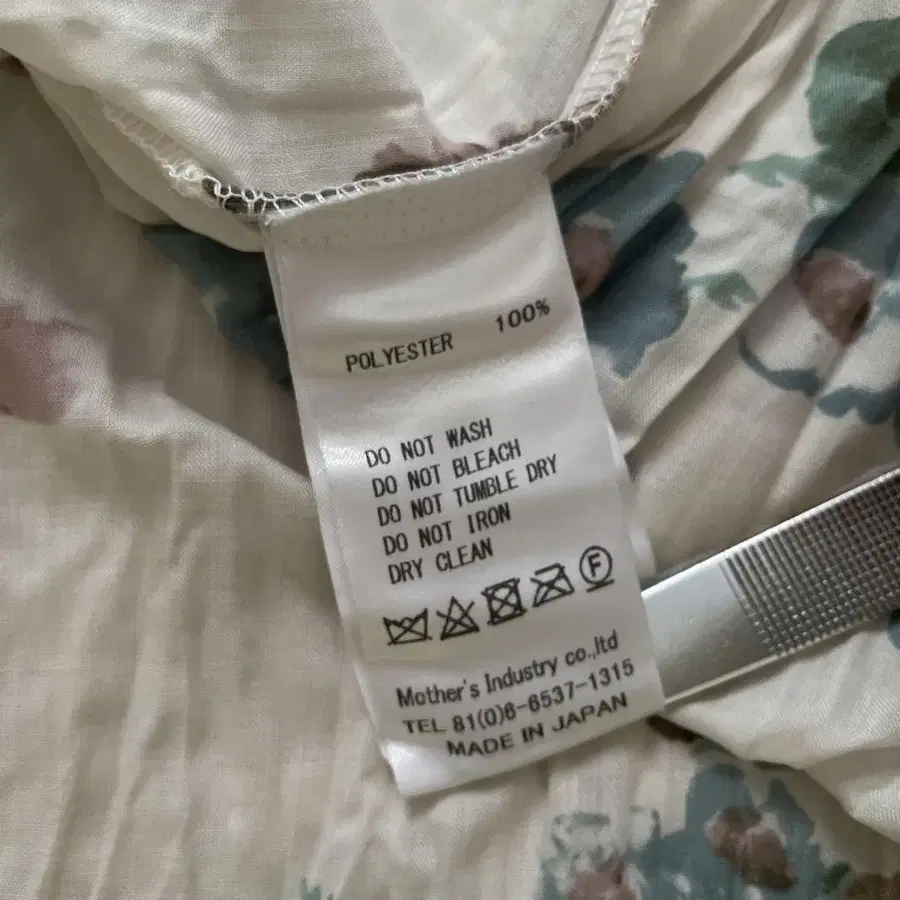 POLYESTER 100%
DO NOT WASH
DO NOT BLEACH
DO NOT TUMBLE DRY
DO NOT IRON
DRY CLEAN
F
Mother's Industry co.,ltd
TEL 81(0)6-6537-1315
MADE IN JAPAN